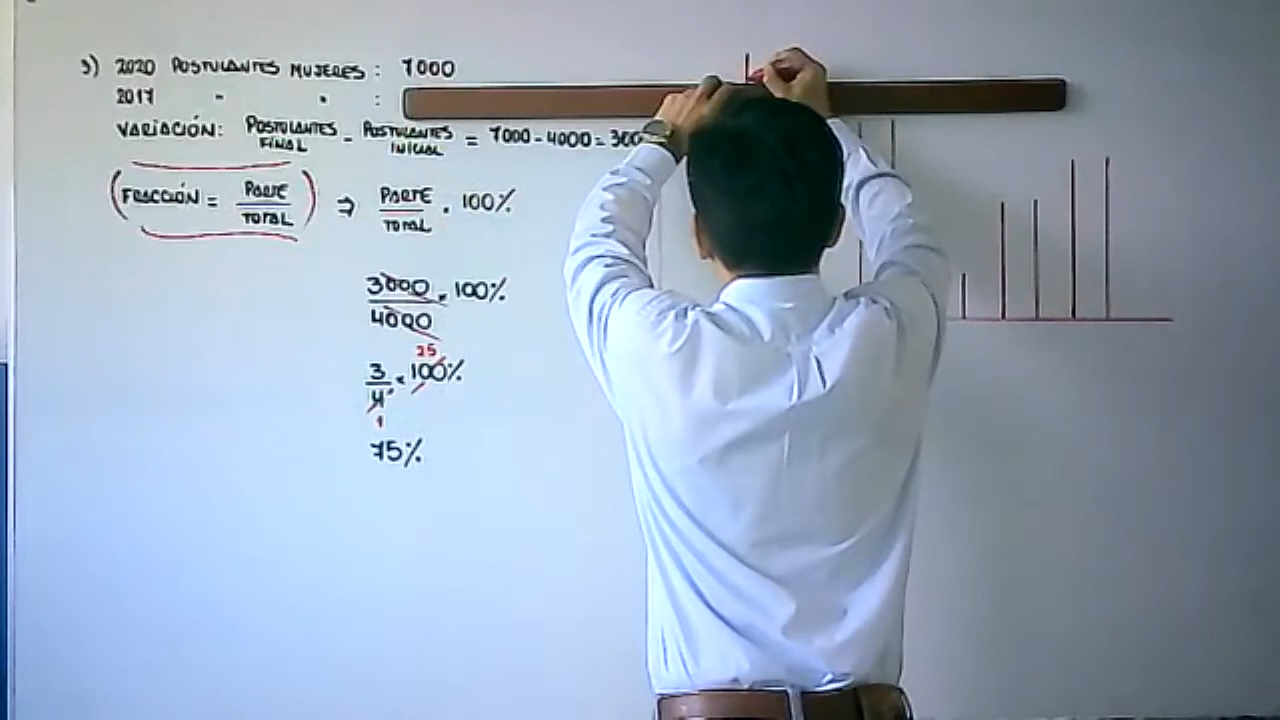 3) 2020 POSTULANTES MUJERES : 7000
2017 " " :
VARIACIÓN: POSTULANTES FINAL - POSTULANTES INICIAL = 7000 - 4000 = 300
(FRACCIÓN = PARTE / TOTAL) ⇒ PARTE / TOTAL . 100%
3000 / 4000 . 100%
25
3 / 4 . 100%
1
75%